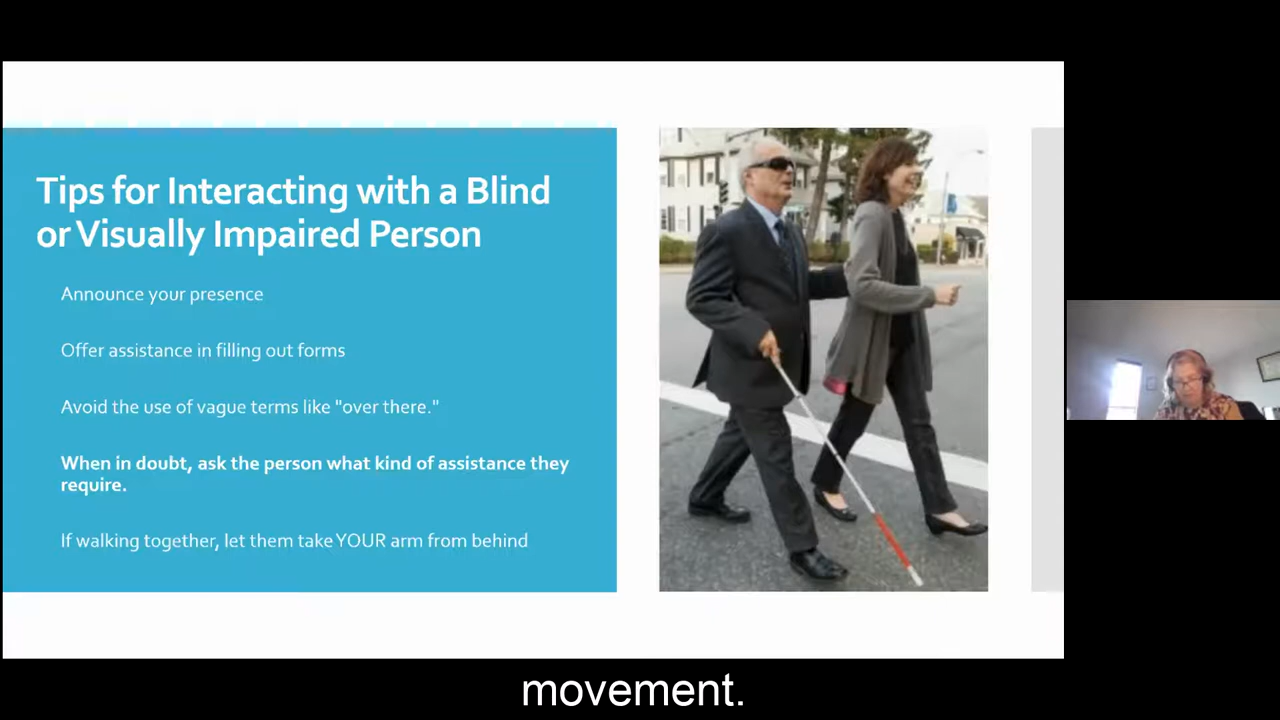 Tips for Interacting with a Blind
or Visually Impaired Person
Announce your presence
Offer assistance in filling out forms
Avoid the use of vague terms like "over there."
When in doubt, ask the person what kind of assistance they
require.
If walking together, let them take YOUR arm from behind
movement.